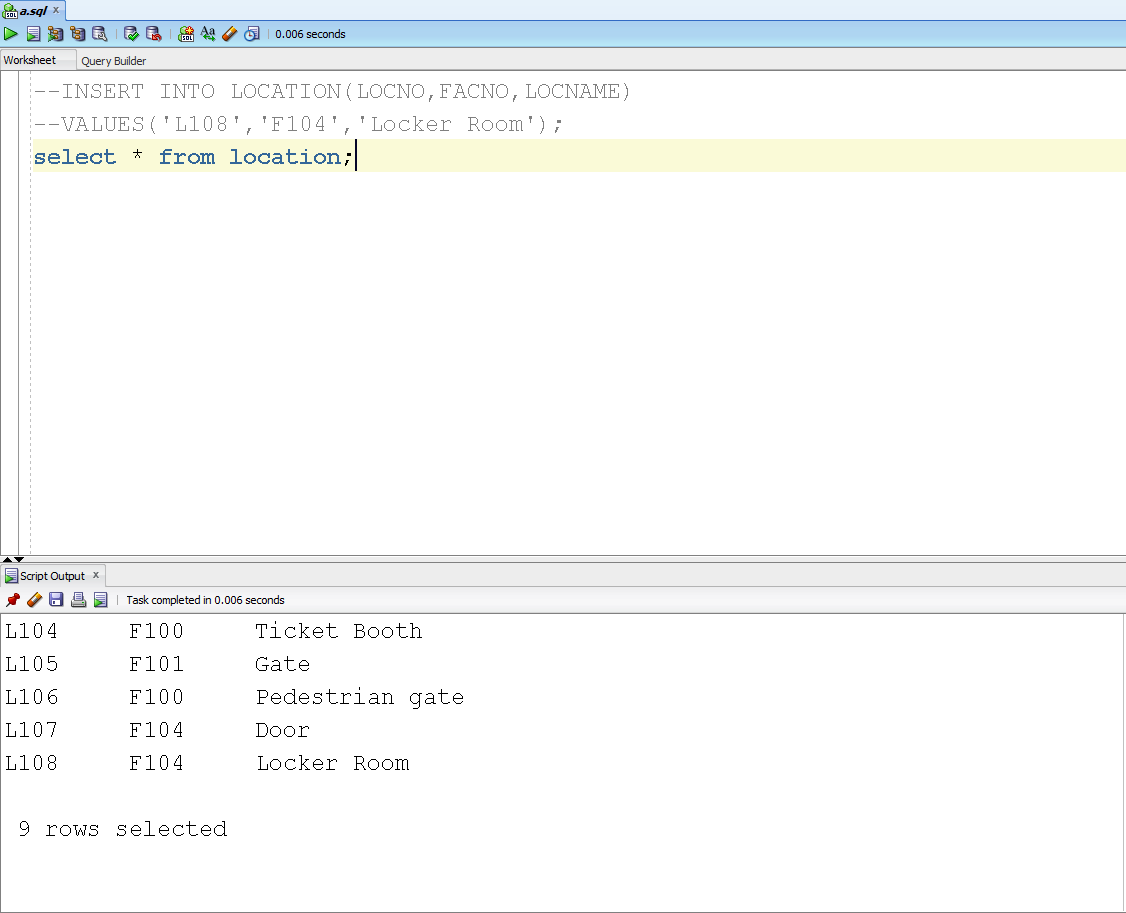 a.sql x
0.006 seconds
Worksheet Query Builder
--INSERT INTO LOCATION(LOCNO,FACNO,LOCNAME)
--VALUES('L108','F104','Locker Room');
select * from location;
Script Output x
Task completed in 0.006 seconds
L104 F100 Ticket Booth
L105 F101 Gate
L106 F100 Pedestrian gate
L107 F104 Door
L108 F104 Locker Room
9 rows selected